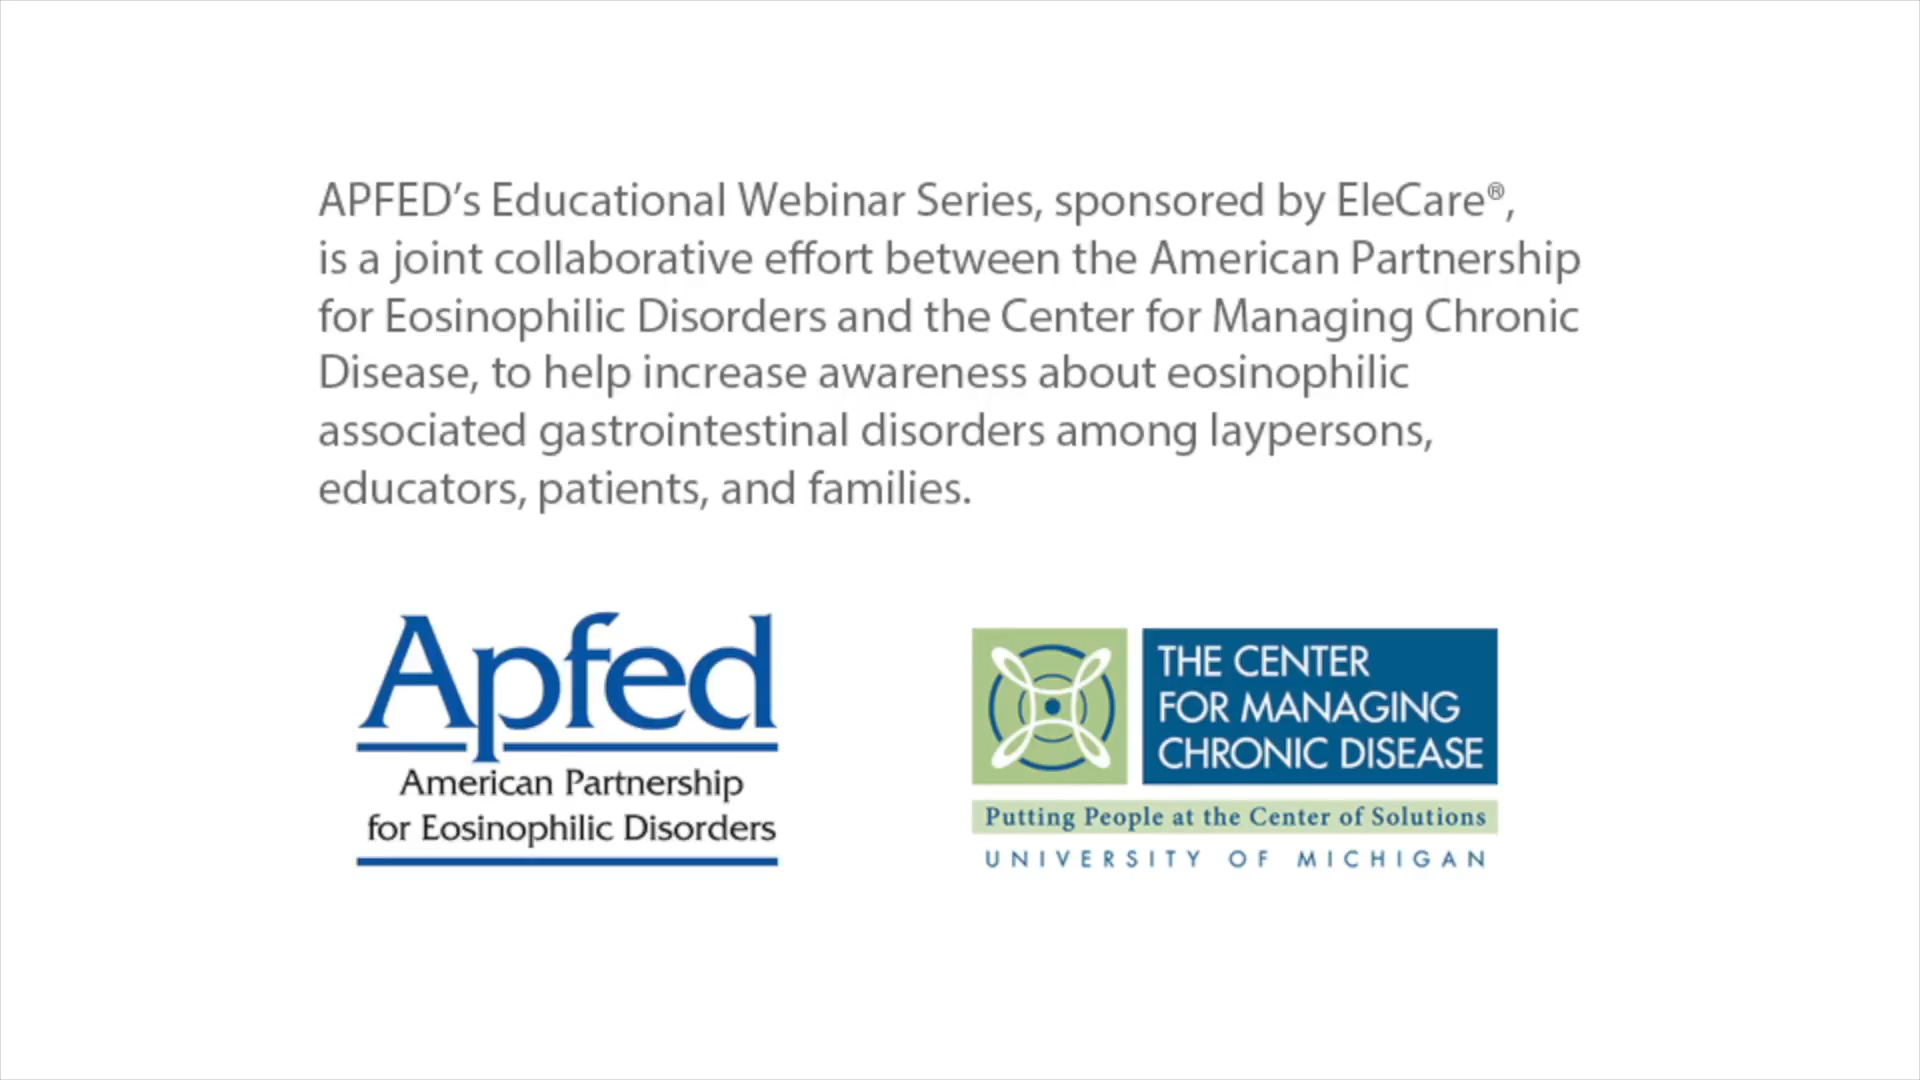 APFED’s Educational Webinar Series, sponsored by EleCare®,
is a joint collaborative effort between the American Partnership
for Eosinophilic Disorders and the Center for Managing Chronic
Disease, to help increase awareness about eosinophilic
associated gastrointestinal disorders among laypersons,
educators, patients, and families.
Apfed
American Partnership
for Eosinophilic Disorders
THE CENTER
FOR MANAGING
CHRONIC DISEASE
Putting People at the Center of Solutions
UNIVERSITY OF MICHIGAN